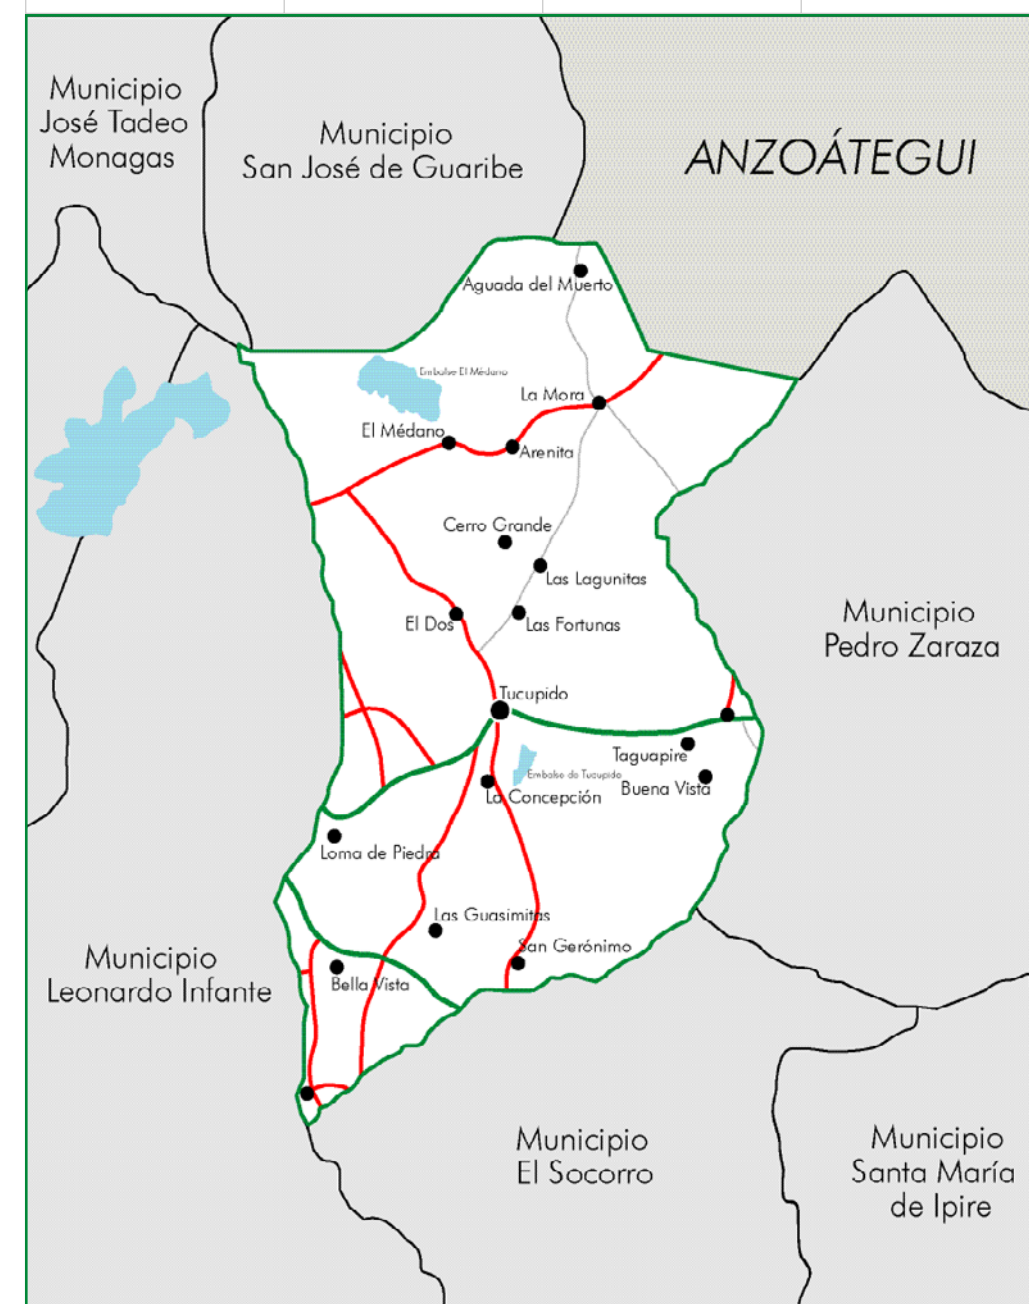 Municipio
José Tadeo
Monagas
Municipio
San José de Guaribe
ANZOÁTEGUI
Aguada del Muerto
Embalse El Médano
La Mora
El Médano
Arenita
Cerro Grande
Las Lagunitas
El Dos
Las Fortunas
Municipio
Pedro Zaraza
Tucupido
Taguapire
Embalse de Tucupido
Buena Vista
La Concepción
Loma de Piedra
Las Guasimitas
San Gerónimo
Bella Vista
Municipio
Leonardo Infante
Municipio
El Socorro
Municipio
Santa María
de Ipire